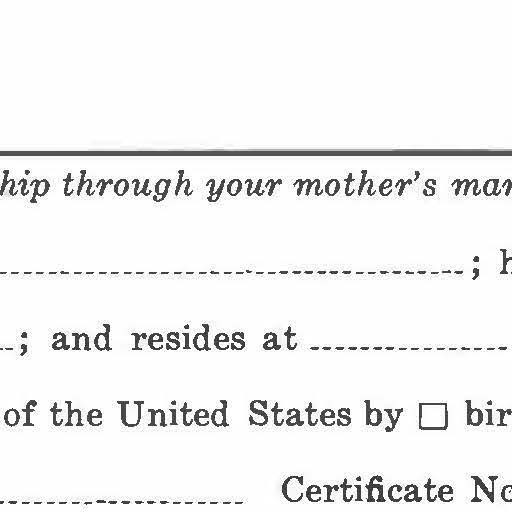 hip through your mother's mar
; h
; and resides at
of the United States by ☐ bir
Certificate No